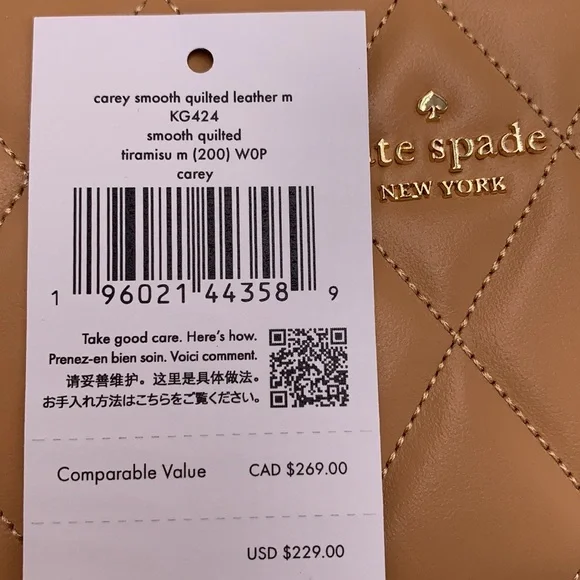 carey smooth quilted leather m
KG424
smooth quilted
tiramisu m (200) W0P
carey
1 96021 44358 9
Take good care. Here's how.
Prenez-en bien soin. Voici comment.
请妥善维护。这里是具体做法。
お手入れ方法はこちらをご覧ください。
Comparable Value CAD $269.00
USD $229.00
te spade
NEW YORK